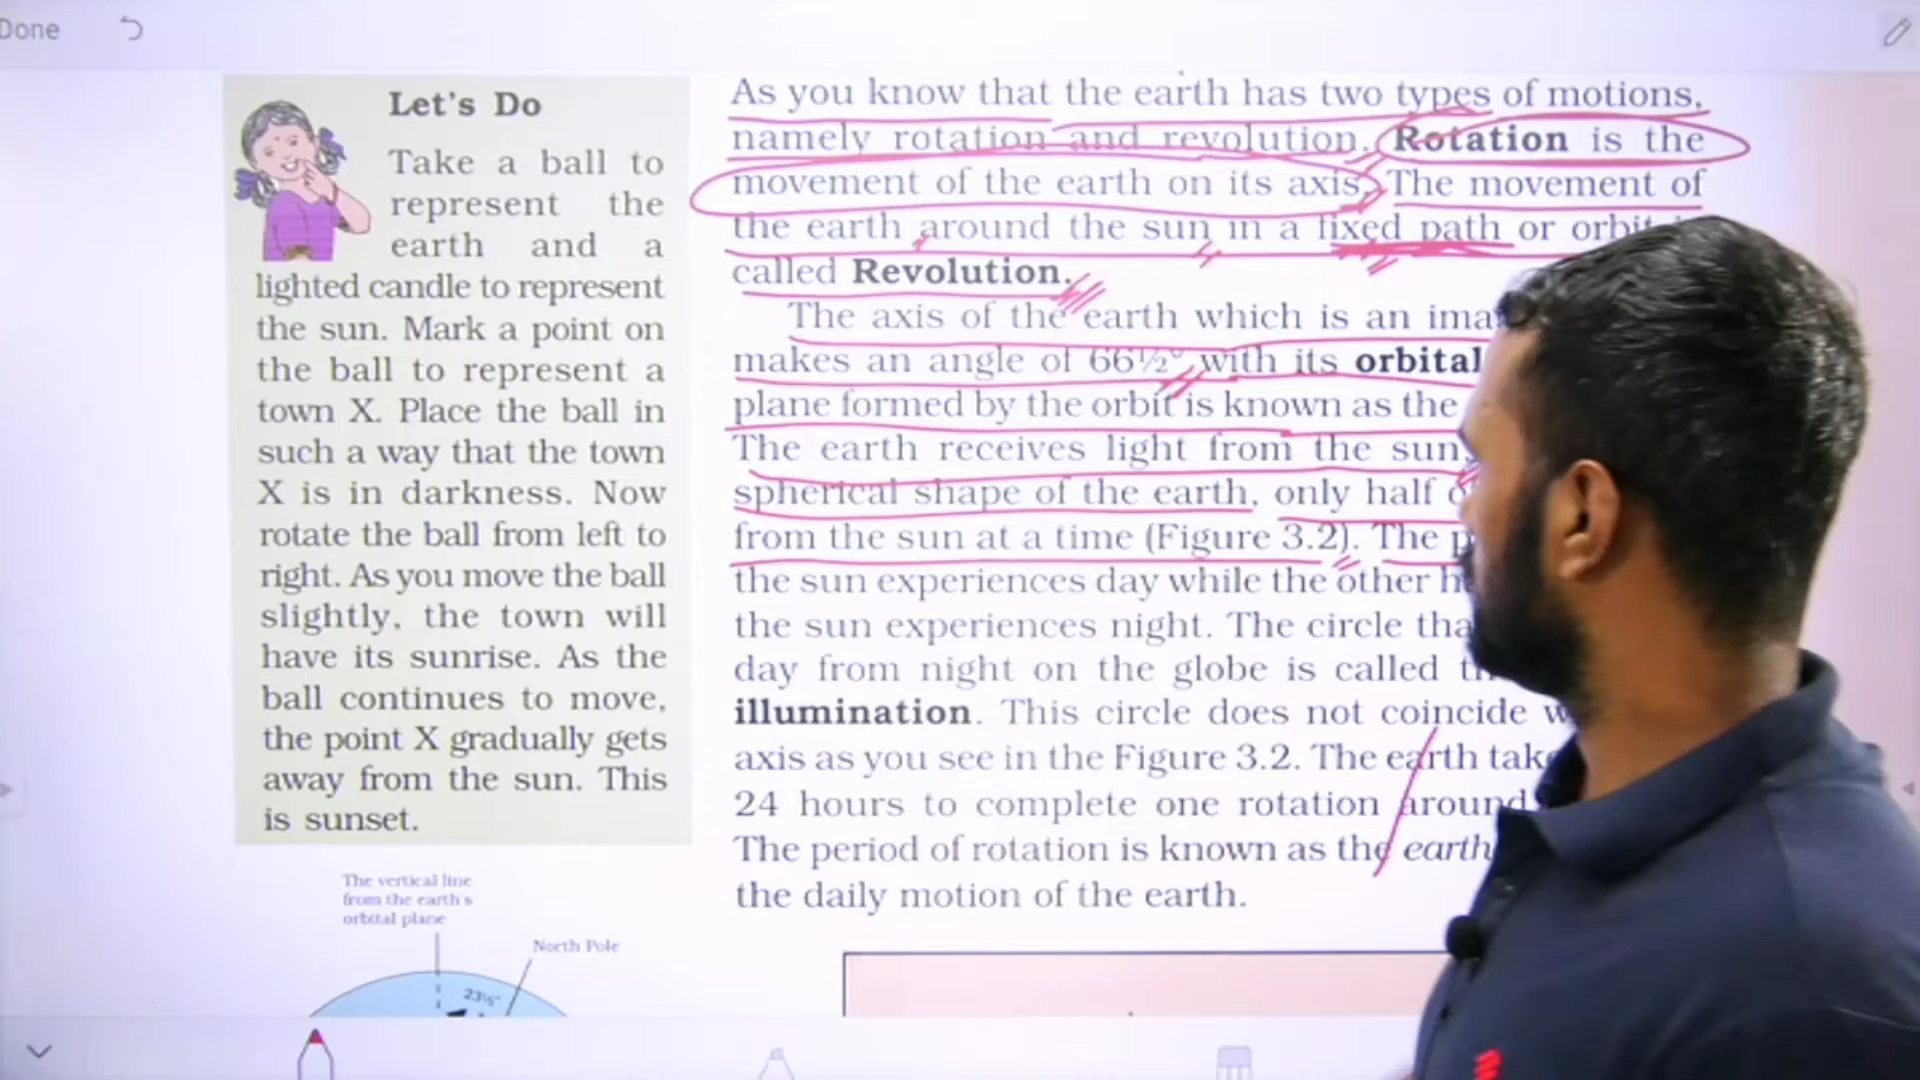 Done
Let's Do
Take a ball to
represent the
earth and a
lighted candle to represent
the sun. Mark a point on
the ball to represent a
town X. Place the ball in
such a way that the town
X is in darkness. Now
rotate the ball from left to
right. As you move the ball
slightly, the town will
have its sunrise. As the
ball continues to move,
the point X gradually gets
away from the sun. This
is sunset.
The vertical line
from the earth's
orbital plane
North Pole
23½°
As you know that the earth has two types of motions,
namely rotation and revolution. Rotation is the
movement of the earth on its axis. The movement of
the earth around the sun in a fixed path or orbit
called Revolution.
The axis of the earth which is an
makes an angle of 66½° with its orbital
plane formed by the orbit is known as the
The earth receives light from the sun.
spherical shape of the earth, only half
from the sun at a time (Figure 3.2). The
the sun experiences day while the other
the sun experiences night. The circle
day from night on the globe is called
illumination. This circle does not coincide
axis as you see in the Figure 3.2. The earth
24 hours to complete one rotation around
The period of rotation is known as the earth
the daily motion of the earth.